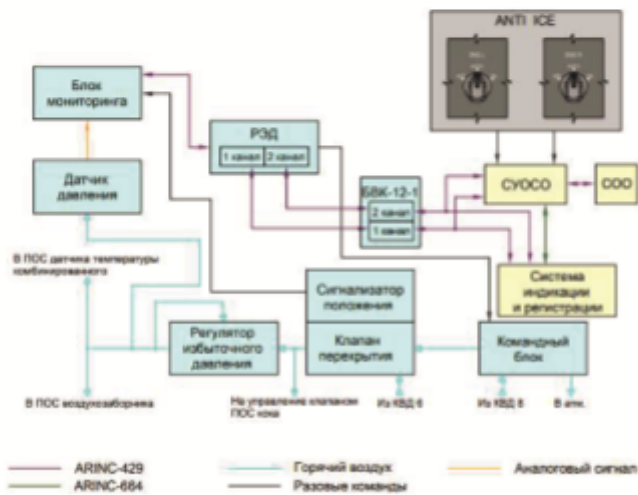 ANTI ICE
Блок
мониторинга
РЭД
1 канал 2 канал
БВК-12-1
2 канал
1 канал
СУОСО
СОО
Датчик
давления
В ПОС датчика температуры
комбинированного
Сигнализатор
положения
Система
индикации
и регистрации
Регулятор
избыточного
давления
Клапан
перекрытия
Командный
блок
В ПОС воздухозаборника
На управление клапаном
ПОС кока
Из КВД 6
Из КВД 8
В атм.
ARINC-429
Горячий воздух
Аналоговый сигнал
ARINC-664
Разовые команды